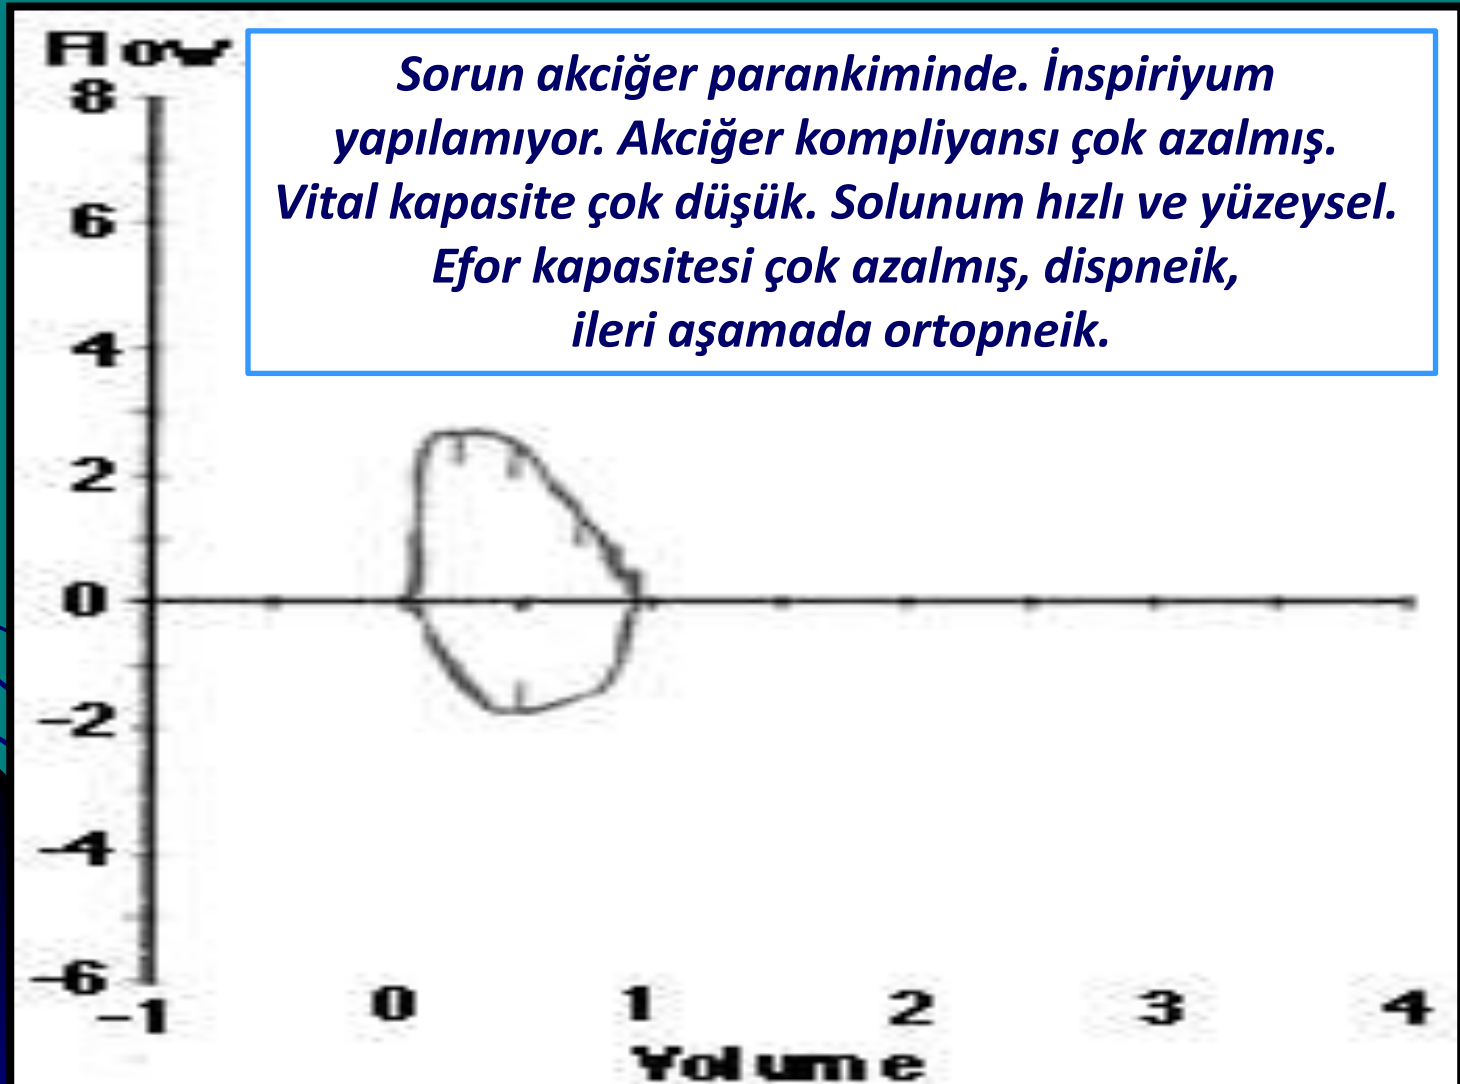 Flow
Sorun akciğer parankiminde. İnspiriyum
yapılamıyor. Akciğer kompliyansı çok azalmış.
Vital kapasite çok düşük. Solunum hızlı ve yüzeysel.
Efor kapasitesi çok azalmış, dispneik,
ileri aşamada ortopneik.
8
6
4
2
0
-2
-4
-6
-1 0 1 2 3 4
Volume